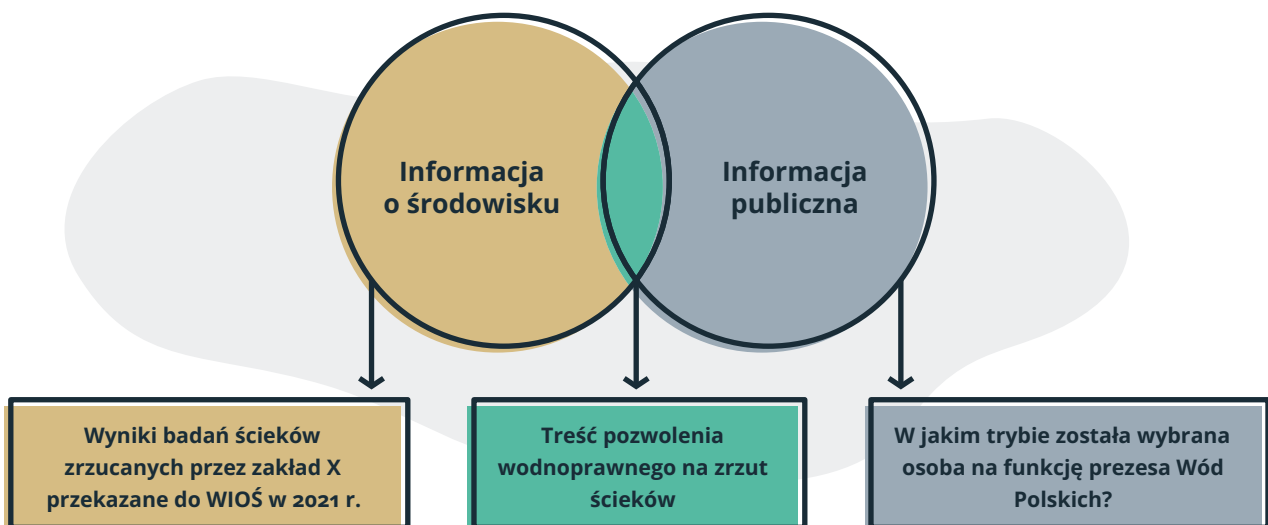 Informacja
o środowisku
Informacja
publiczna
Wyniki badań ścieków
zrzucanych przez zakład X
przekazane do WIOŚ w 2021 r.
Treść pozwolenia
wodnoprawnego na zrzut
ścieków
W jakim trybie została wybrana
osoba na funkcję prezesa Wód
Polskich?